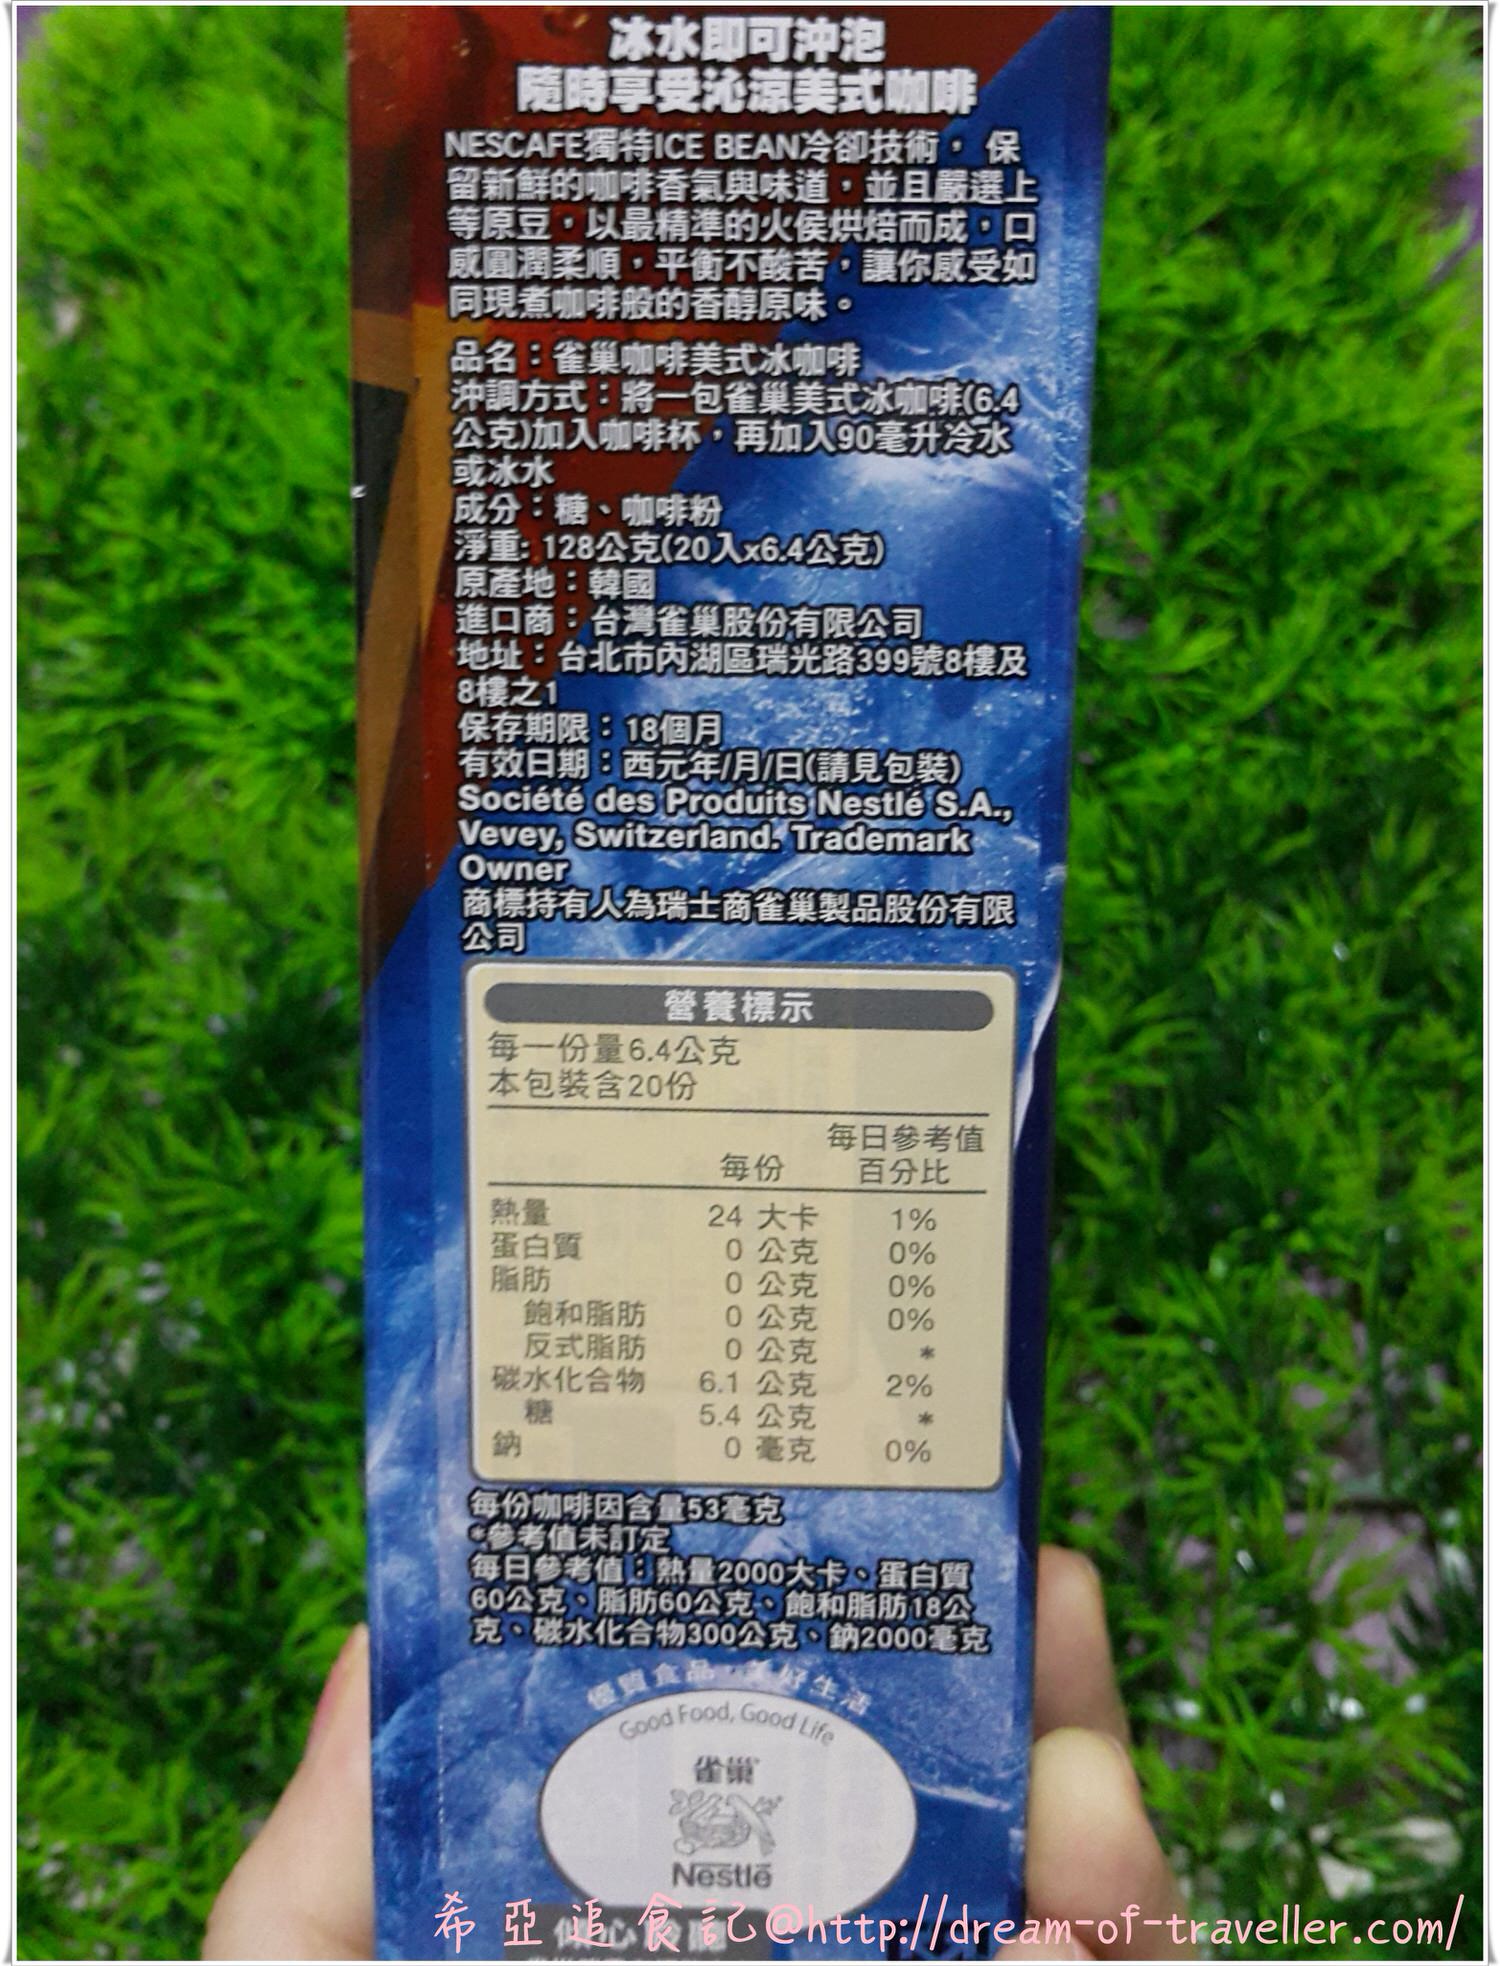 冰水即可沖泡
隨時享受沁涼美式咖啡
NESCAFE獨特ICE BEAN冷卻技術， 保
留新鮮的咖啡香氣與味道，並且嚴選上
等原豆，以最精準的火侯烘焙而成，口
感圓潤柔順，平衡不酸苦，讓你感受如
同現煮咖啡般的香醇原味。
品名：雀巢咖啡美式冰咖啡
沖調方式：將一包雀巢美式冰咖啡(6.4
公克)加入咖啡杯，再加入90毫升冷水
或冰水
成分：糖、咖啡粉
淨重: 128公克(20入x6.4公克)
原產地：韓國
進口商：台灣雀巢股份有限公司
地址：台北市內湖區瑞光路399號8樓及
8樓之1
保存期限：18個月
有效日期：西元年/月/日(請見包裝)
Société des Produits Nestlé S.A.,
Vevey, Switzerland. Trademark
Owner
商標持有人為瑞士商雀巢製品股份有限
公司
營養標示
每一份量6.4公克
本包裝含20份
每份 每日參考值百分比
熱量 24 大卡 1%
蛋白質 0 公克 0%
脂肪 0 公克 0%
飽和脂肪 0 公克 0%
反式脂肪 0 公克 *
碳水化合物 6.1 公克 2%
糖 5.4 公克 *
鈉 0 毫克 0%
每份咖啡因含量53毫克
*參考值未訂定
每日參考值：熱量2000大卡、蛋白質
60公克、脂肪60公克、飽和脂肪18公
克、碳水化合物300公克、鈉2000毫克
優質食品，美好生活
Good Food, Good Life
雀巢
Nestlé
希亞追食記@http://dream-of-traveller.com/